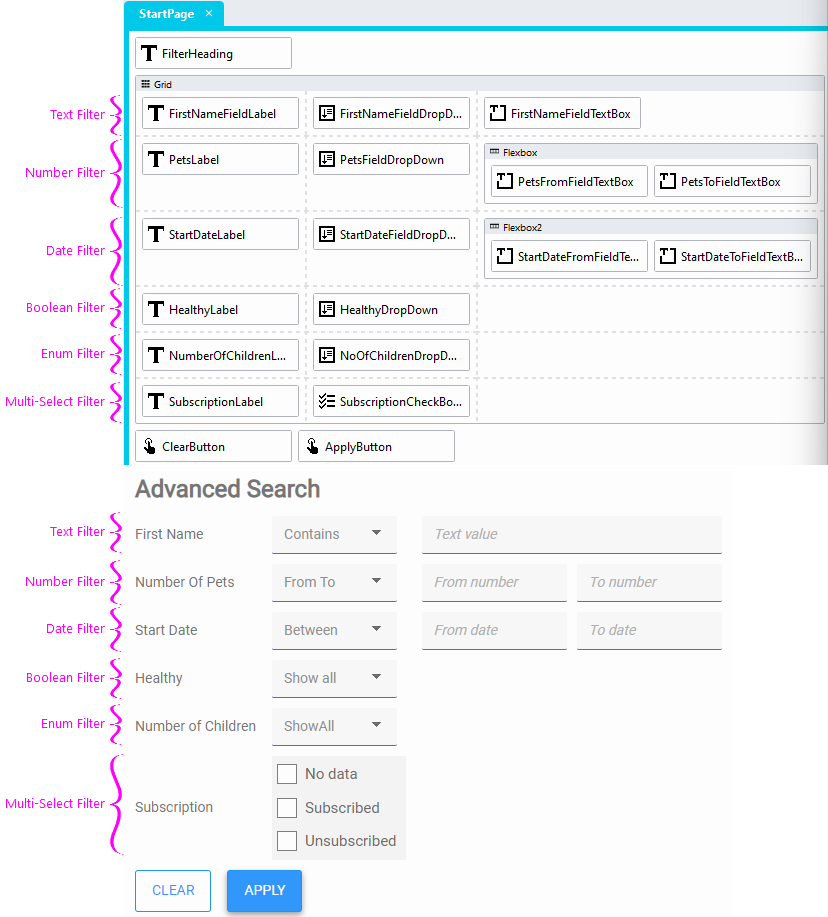 StartPage ×
FilterHeading
Grid
Text Filter FirstNameFieldLabel FirstNameFieldDropD... FirstNameFieldTextBox
Number Filter PetsLabel PetsFieldDropDown Flexbox
PetsFromFieldTextBox PetsToFieldTextBox
Date Filter StartDateLabel StartDateFieldDropD... Flexbox2
StartDateFromFieldTe... StartDateToFieldTextB...
Boolean Filter HealthyLabel HealthyDropDown
Enum Filter NumberOfChildrenL... NoOfChildrenDropD...
Multi-Select Filter SubscriptionLabel SubscriptionCheckBo...
ClearButton ApplyButton
Advanced Search
Text Filter First Name Contains Text value
Number Filter Number Of Pets From To From number To number
Date Filter Start Date Between From date To date
Boolean Filter Healthy Show all
Enum Filter Number of Children ShowAll
No data
Multi-Select Filter Subscription Subscribed
Unsubscribed
CLEAR APPLY